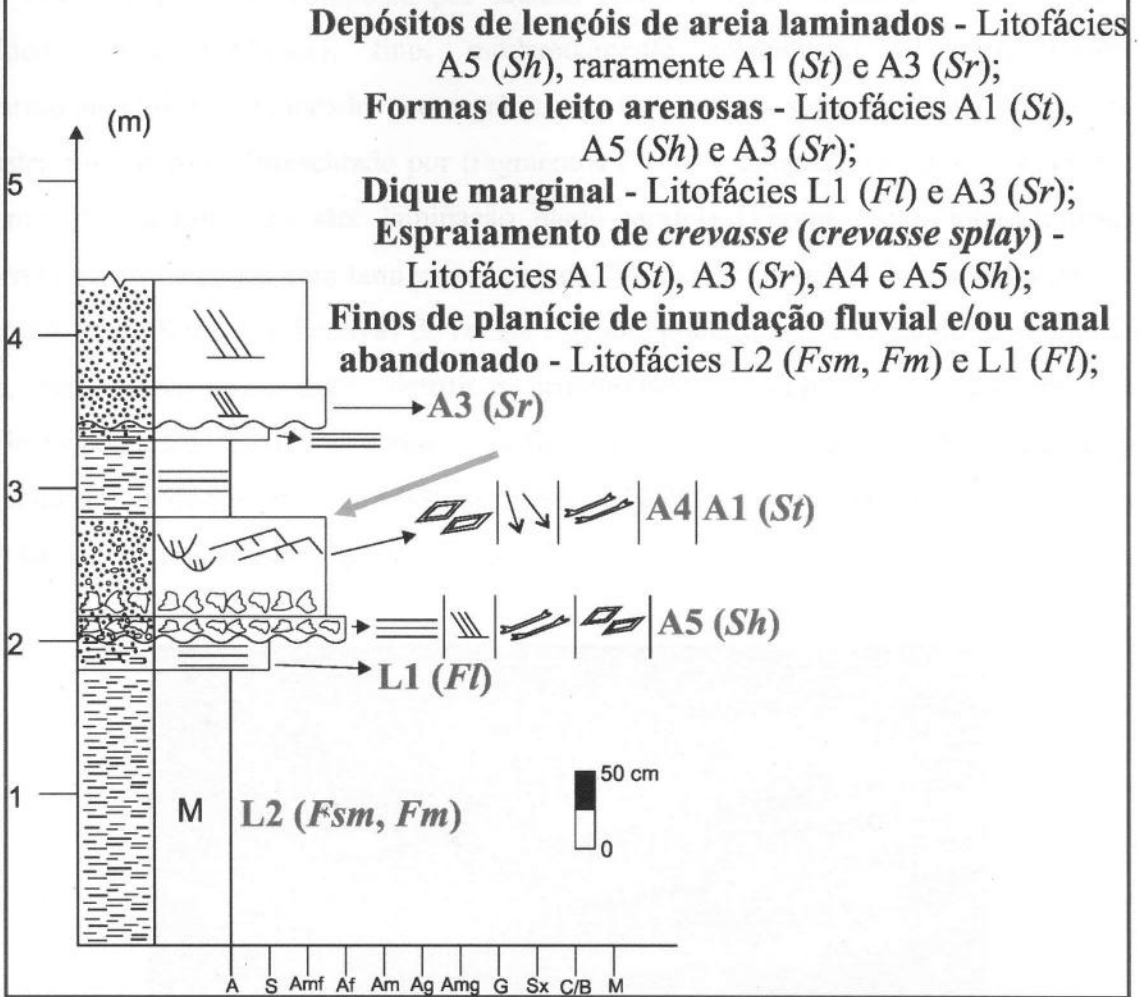 Depósitos de lençóis de areia laminados - Litofácies
A5 (Sh), raramente A1 (St) e A3 (Sr);
Formas de leito arenosas - Litofácies A1 (St),
A5 (Sh) e A3 (Sr);
Dique marginal - Litofácies L1 (Fl) e A3 (Sr);
Espraiamento de crevasse (crevasse splay) -
Litofácies A1 (St), A3 (Sr), A4 e A5 (Sh);
Finos de planície de inundação fluvial e/ou canal
abandonado - Litofácies L2 (Fsm, Fm) e L1 (Fl);
(m)
5
4
A3 (Sr)
3
A4 A1 (St)
A5 (Sh)
2
L1 (Fl)
50 cm
1
M L2 (Fsm, Fm)
0
A S Amf Af Am Ag Amg G Sx C/B M